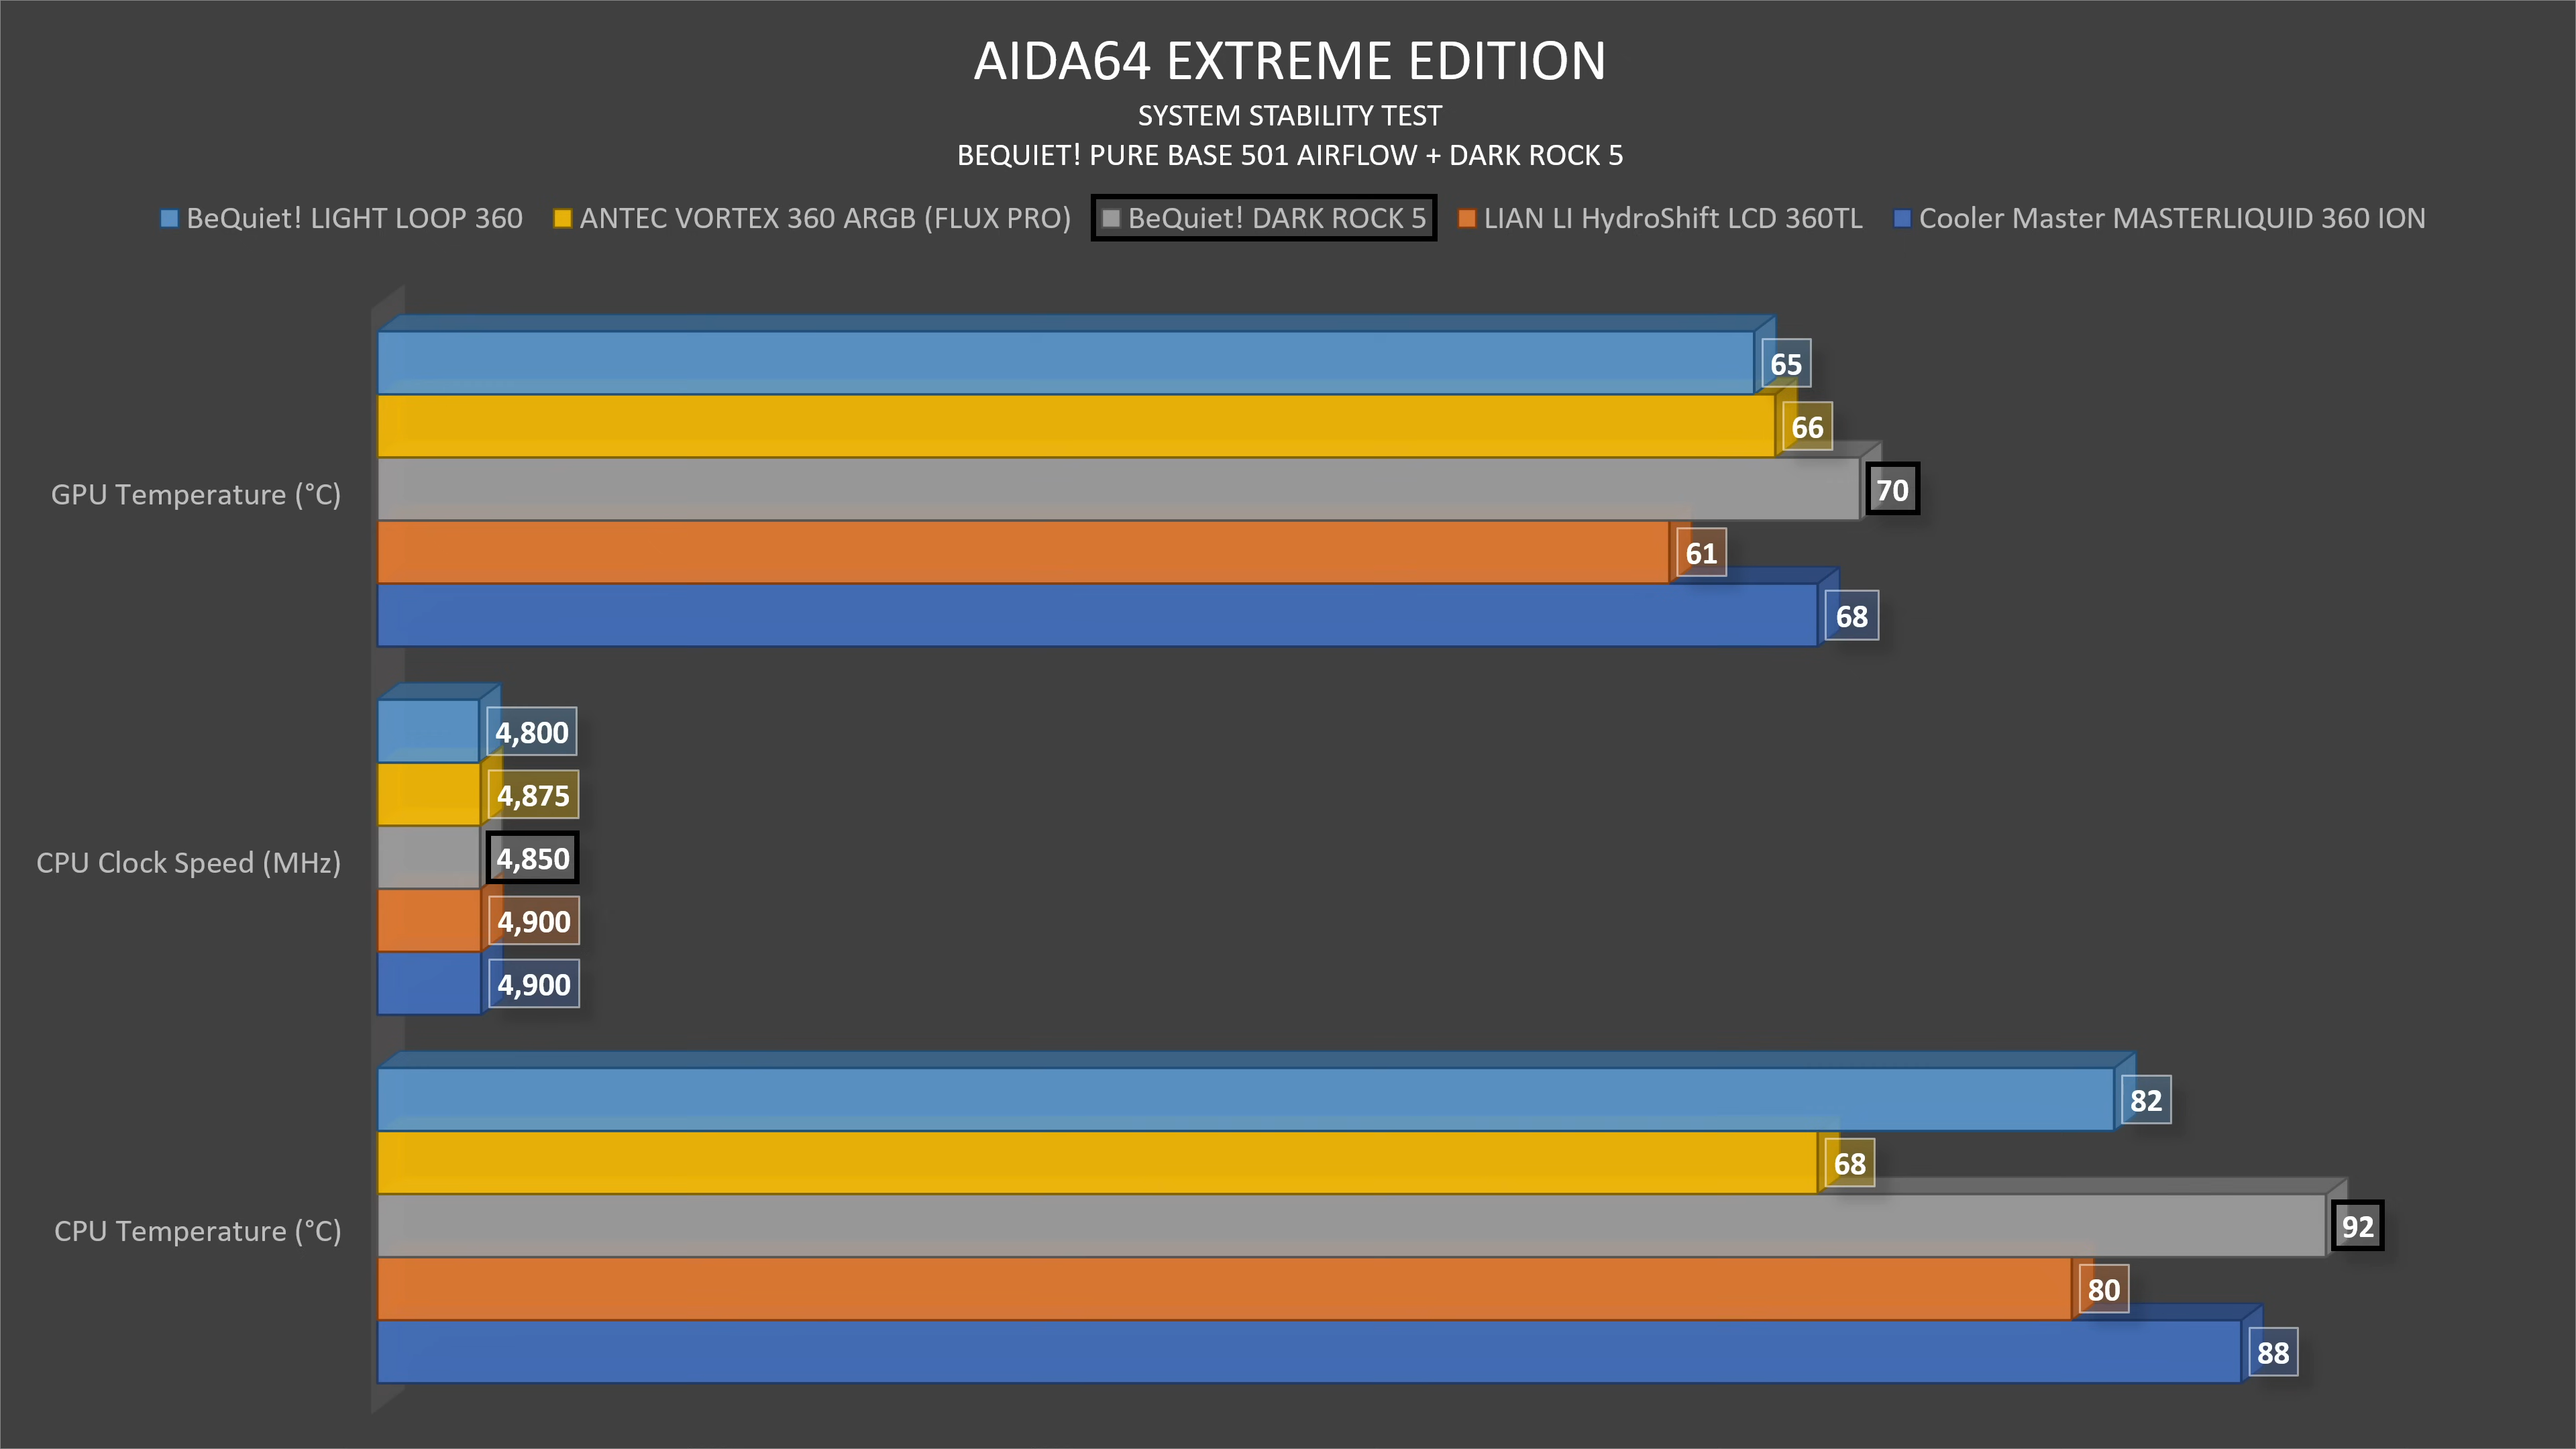 AIDA64 EXTREME EDITION
SYSTEM STABILITY TEST
BEQUIET! PURE BASE 501 AIRFLOW + DARK ROCK 5
BeQuiet! LIGHT LOOP 360 ANTEC VORTEX 360 ARGB (FLUX PRO) BeQuiet! DARK ROCK 5 LIAN LI HydroShift LCD 360TL Cooler Master MASTERLIQUID 360 ION
65
66
GPU Temperature (°C) 70
61
68
4,800
4,875
CPU Clock Speed (MHz) 4,850
4,900
4,900
82
68
CPU Temperature (°C) 92
80
88